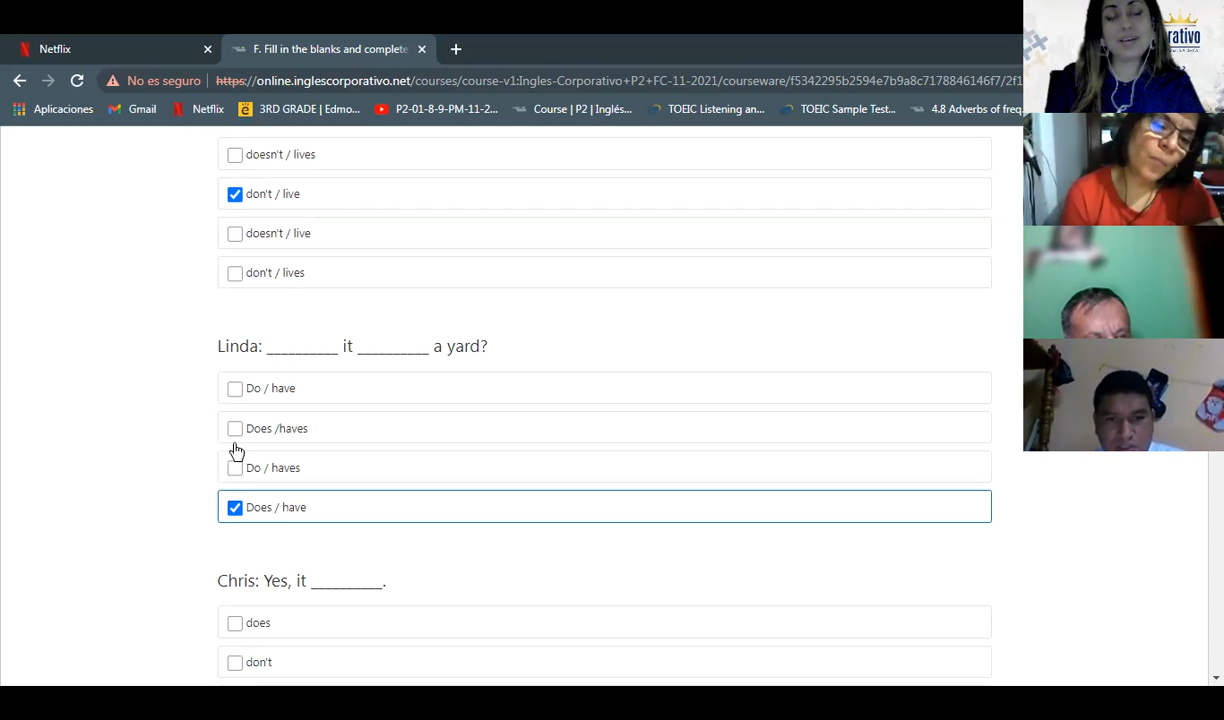 Netflix
F. Fill in the blanks and complete
No es seguro
https://online.inglescorporativo.net/courses/course-v1:Ingles-Corporativo+P2+FC-11-2021/courseware/f5342295b2594e7b9a8c7178846146f7/2f1
Aplicaciones
Gmail
Netflix
3RD GRADE | Edmo...
P2-01-8-9-PM-11-2...
Course | P2 | Inglés...
TOEIC Listening an...
TOEIC Sample Test...
4.8 Adverbs of freq
rativo
doesn't / lives
don't / live
doesn't / live
don't / lives
Linda: __________ it __________ a yard?
Do / have
Does /haves
Do / haves
Does / have
Chris: Yes, it __________.
does
don't